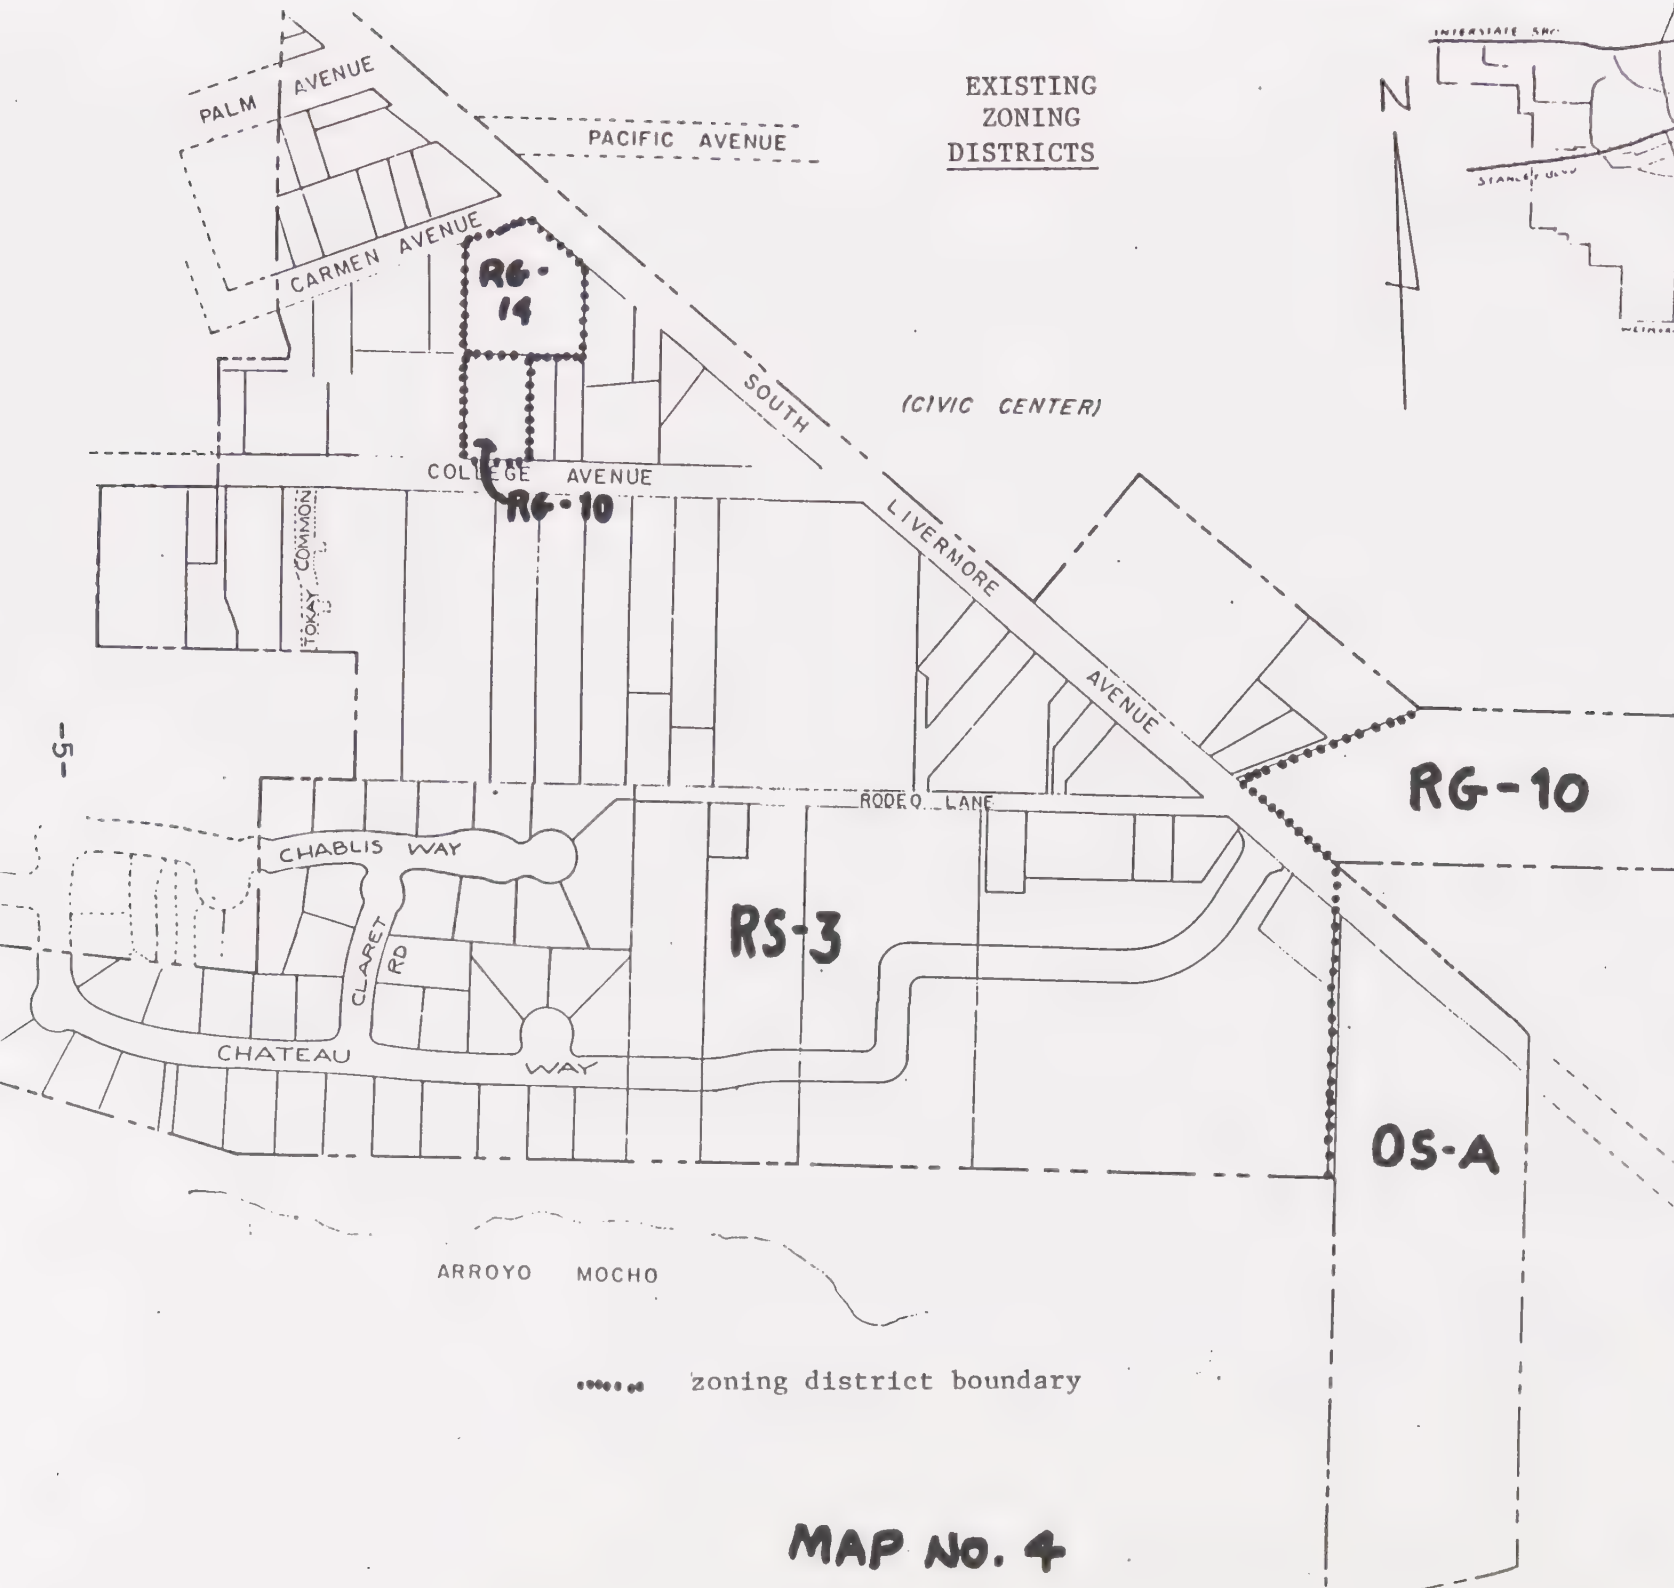 EXISTING
ZONING
DISTRICTS
N
STANLEY BLVD
PALM AVENUE
PACIFIC AVENUE
CARMEN AVENUE
RG-
14
SOUTH
(CIVIC CENTER)
COLLEGE AVENUE
RG-10
LIVERMORE
TOKAY COMMON
AVENUE
-5-
RG-10
RODEO LANE
CHABLIS WAY
RS-3
CLARET
RD
CHATEAU
WAY
OS-A
ARROYO MOCHO
zoning district boundary
MAP NO. 4